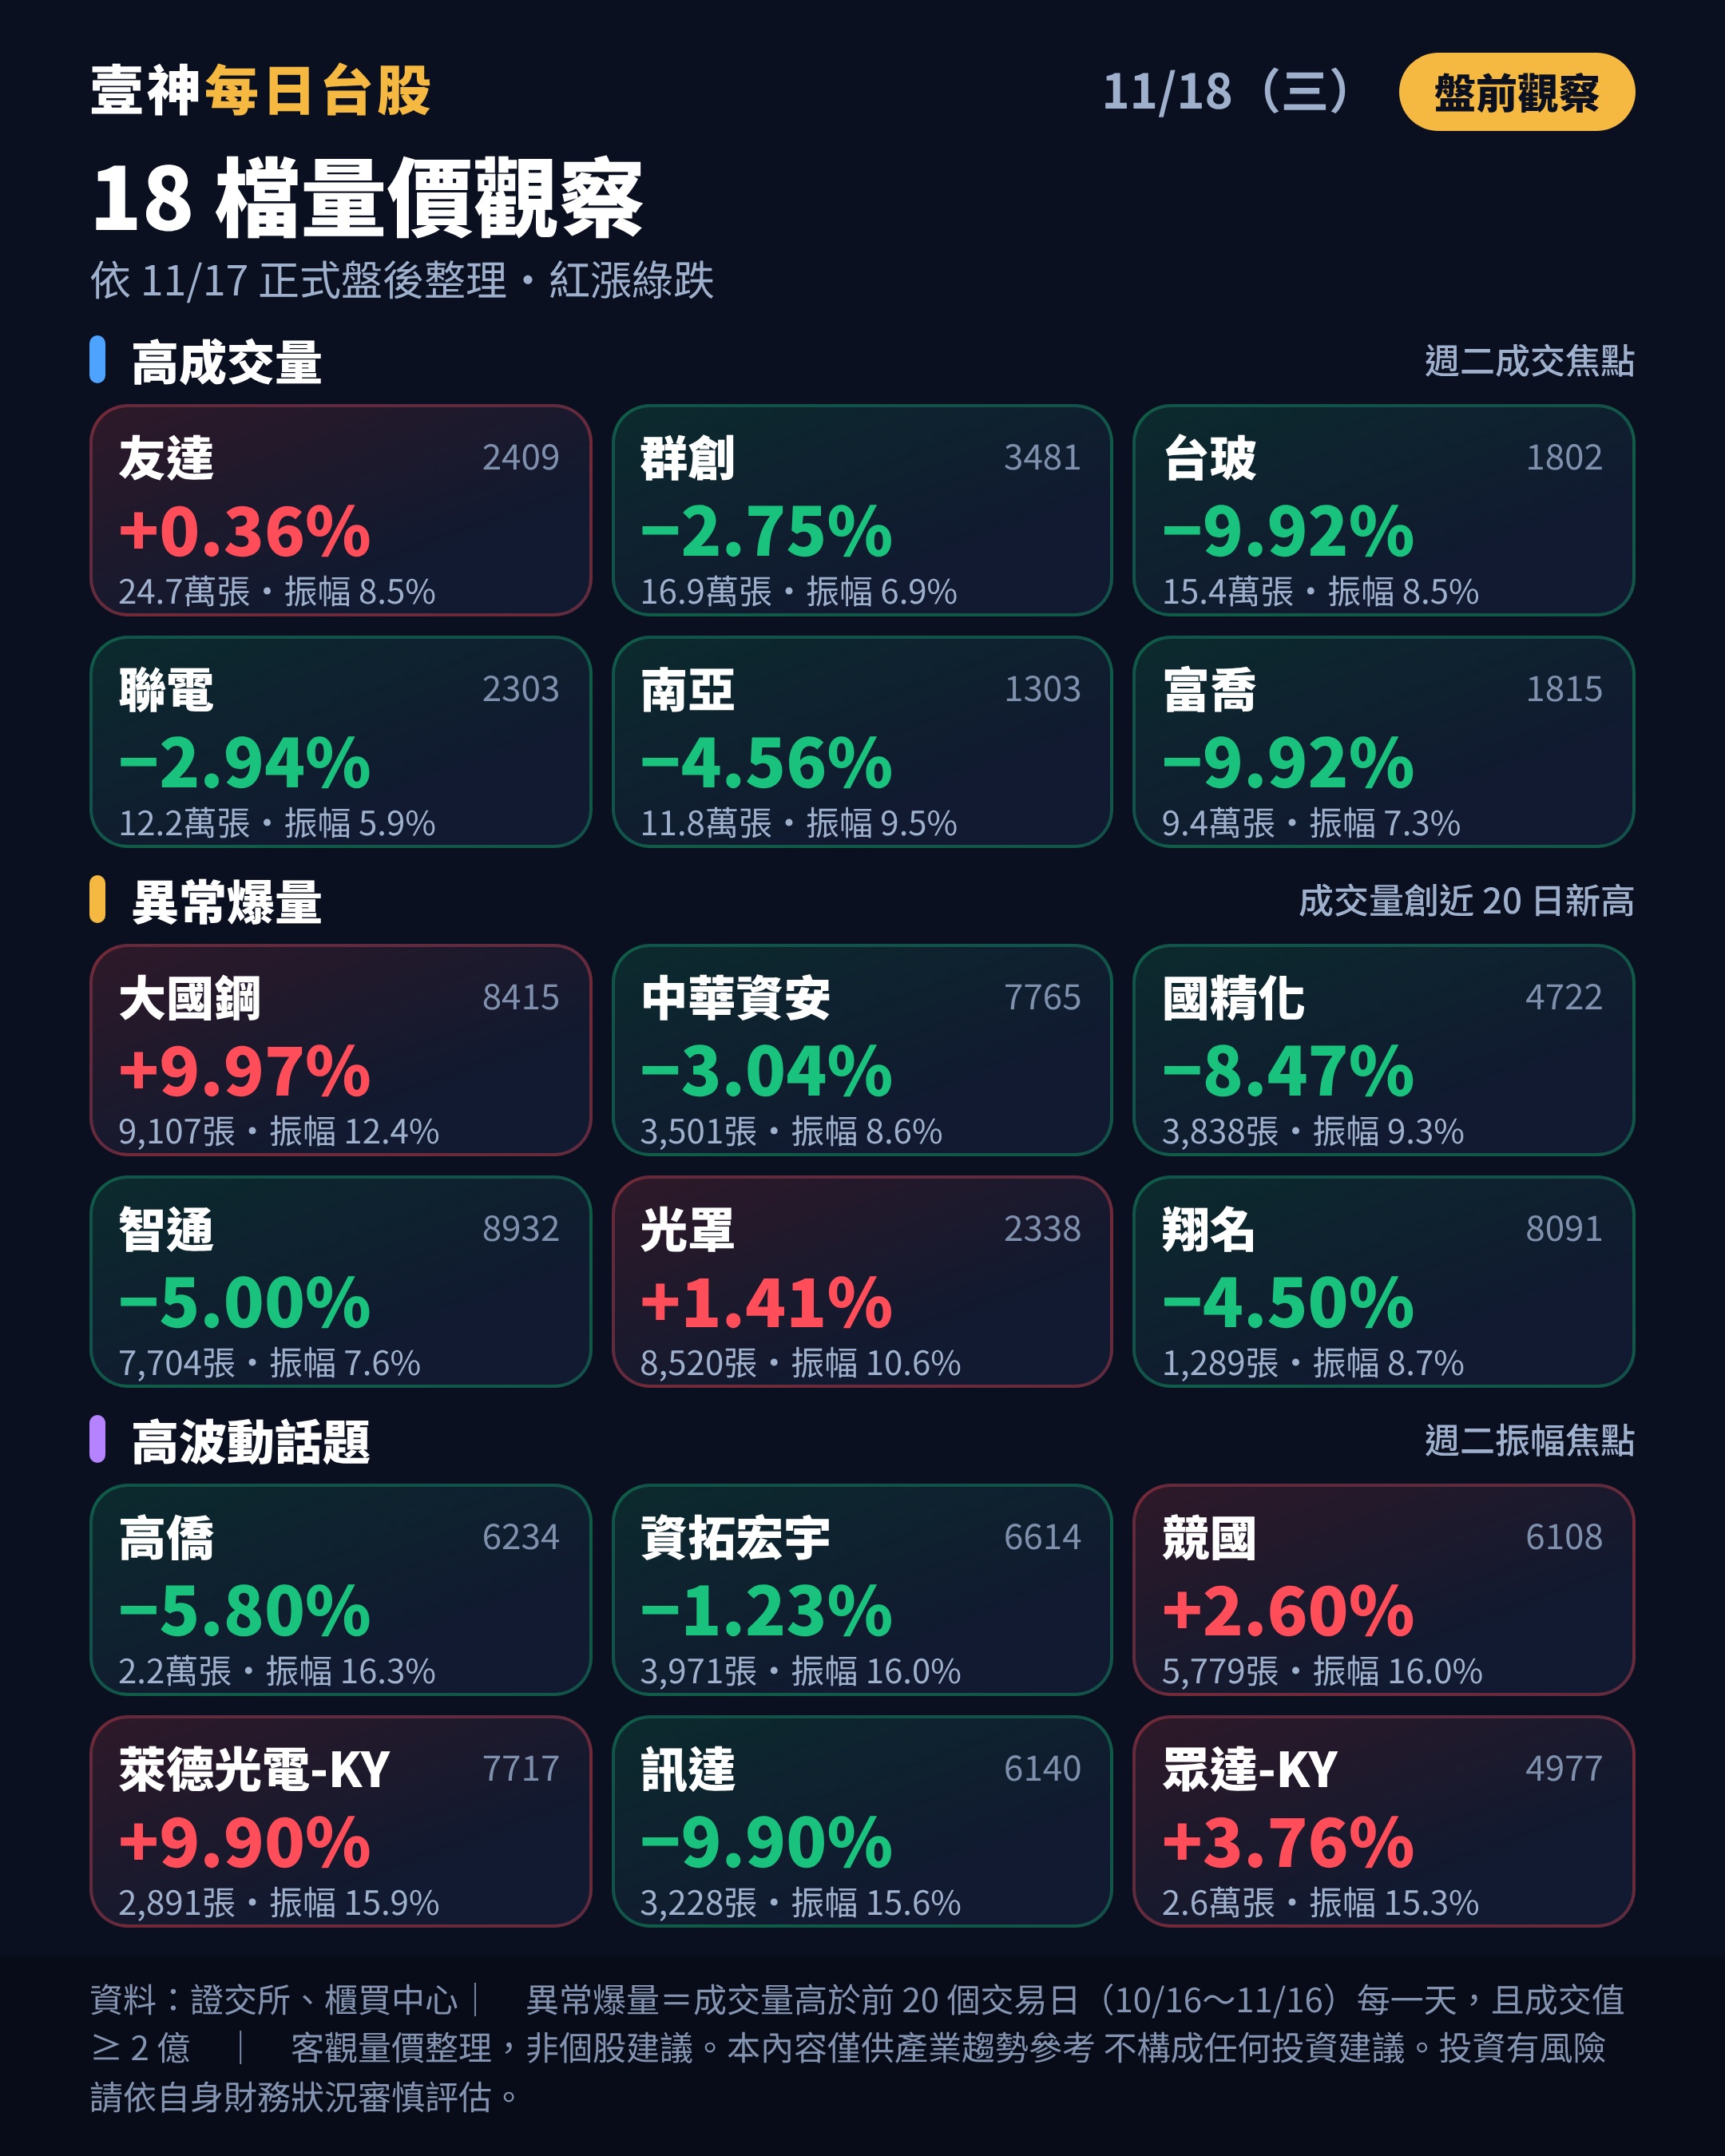 壹神每日台股
11/18（三）
盤前觀察
18 檔量價觀察
依 11/17 正式盤後整理・紅漲綠跌
高成交量
週二成交焦點
友達 2409
+0.36%
24.7萬張・振幅 8.5%
群創 3481
−2.75%
16.9萬張・振幅 6.9%
台玻 1802
−9.92%
15.4萬張・振幅 8.5%
聯電 2303
−2.94%
12.2萬張・振幅 5.9%
南亞 1303
−4.56%
11.8萬張・振幅 9.5%
富喬 1815
−9.92%
9.4萬張・振幅 7.3%
異常爆量
成交量創近 20 日新高
大國鋼 8415
+9.97%
9,107張・振幅 12.4%
中華資安 7765
−3.04%
3,501張・振幅 8.6%
國精化 4722
−8.47%
3,838張・振幅 9.3%
智通 8932
−5.00%
7,704張・振幅 7.6%
光罩 2338
+1.41%
8,520張・振幅 10.6%
翔名 8091
−4.50%
1,289張・振幅 8.7%
高波動話題
週二振幅焦點
高僑 6234
−5.80%
2.2萬張・振幅 16.3%
資拓宏宇 6614
−1.23%
3,971張・振幅 16.0%
競國 6108
+2.60%
5,779張・振幅 16.0%
萊德光電-KY 7717
+9.90%
2,891張・振幅 15.9%
訊達 6140
−9.90%
3,228張・振幅 15.6%
眾達-KY 4977
+3.76%
2.6萬張・振幅 15.3%
資料：證交所、櫃買中心｜　異常爆量＝成交量高於前 20 個交易日（10/16～11/16）每一天，且成交值
≥ 2 億　｜　客觀量價整理，非個股建議。本內容僅供產業趨勢參考 不構成任何投資建議。投資有風險
請依自身財務狀況審慎評估。